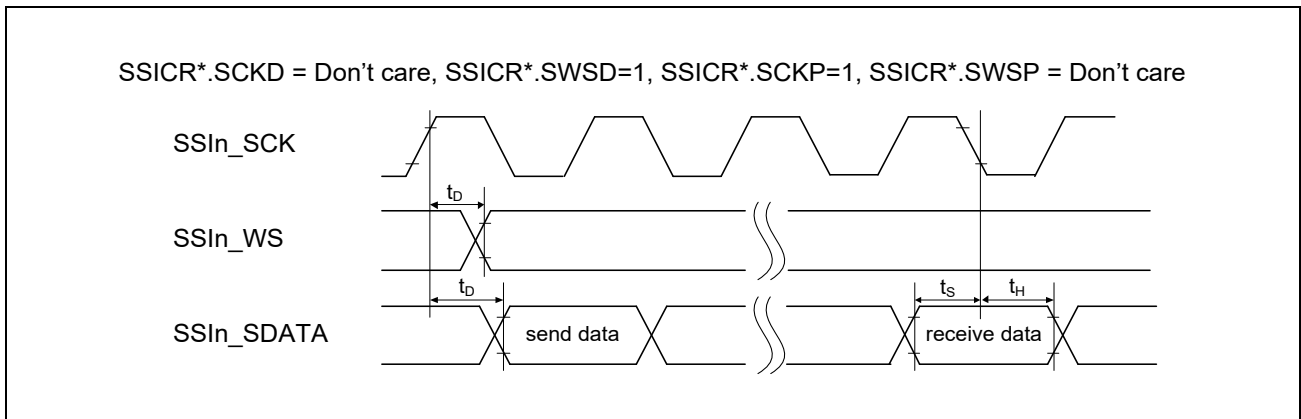 SSICR*.SCKD = Don't care, SSICR*.SWSD=1, SSICR*.SCKP=1, SSICR*.SWSP = Don't care
SSIn_SCK
tD
SSIn_WS
tD
tS
tH
SSIn_SDATA
send data
receive data